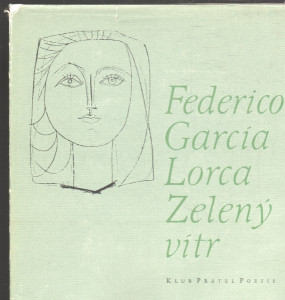 Federico
García
Lorca
Zelený
vítr
KLUB PŘÁTEL POEZIE